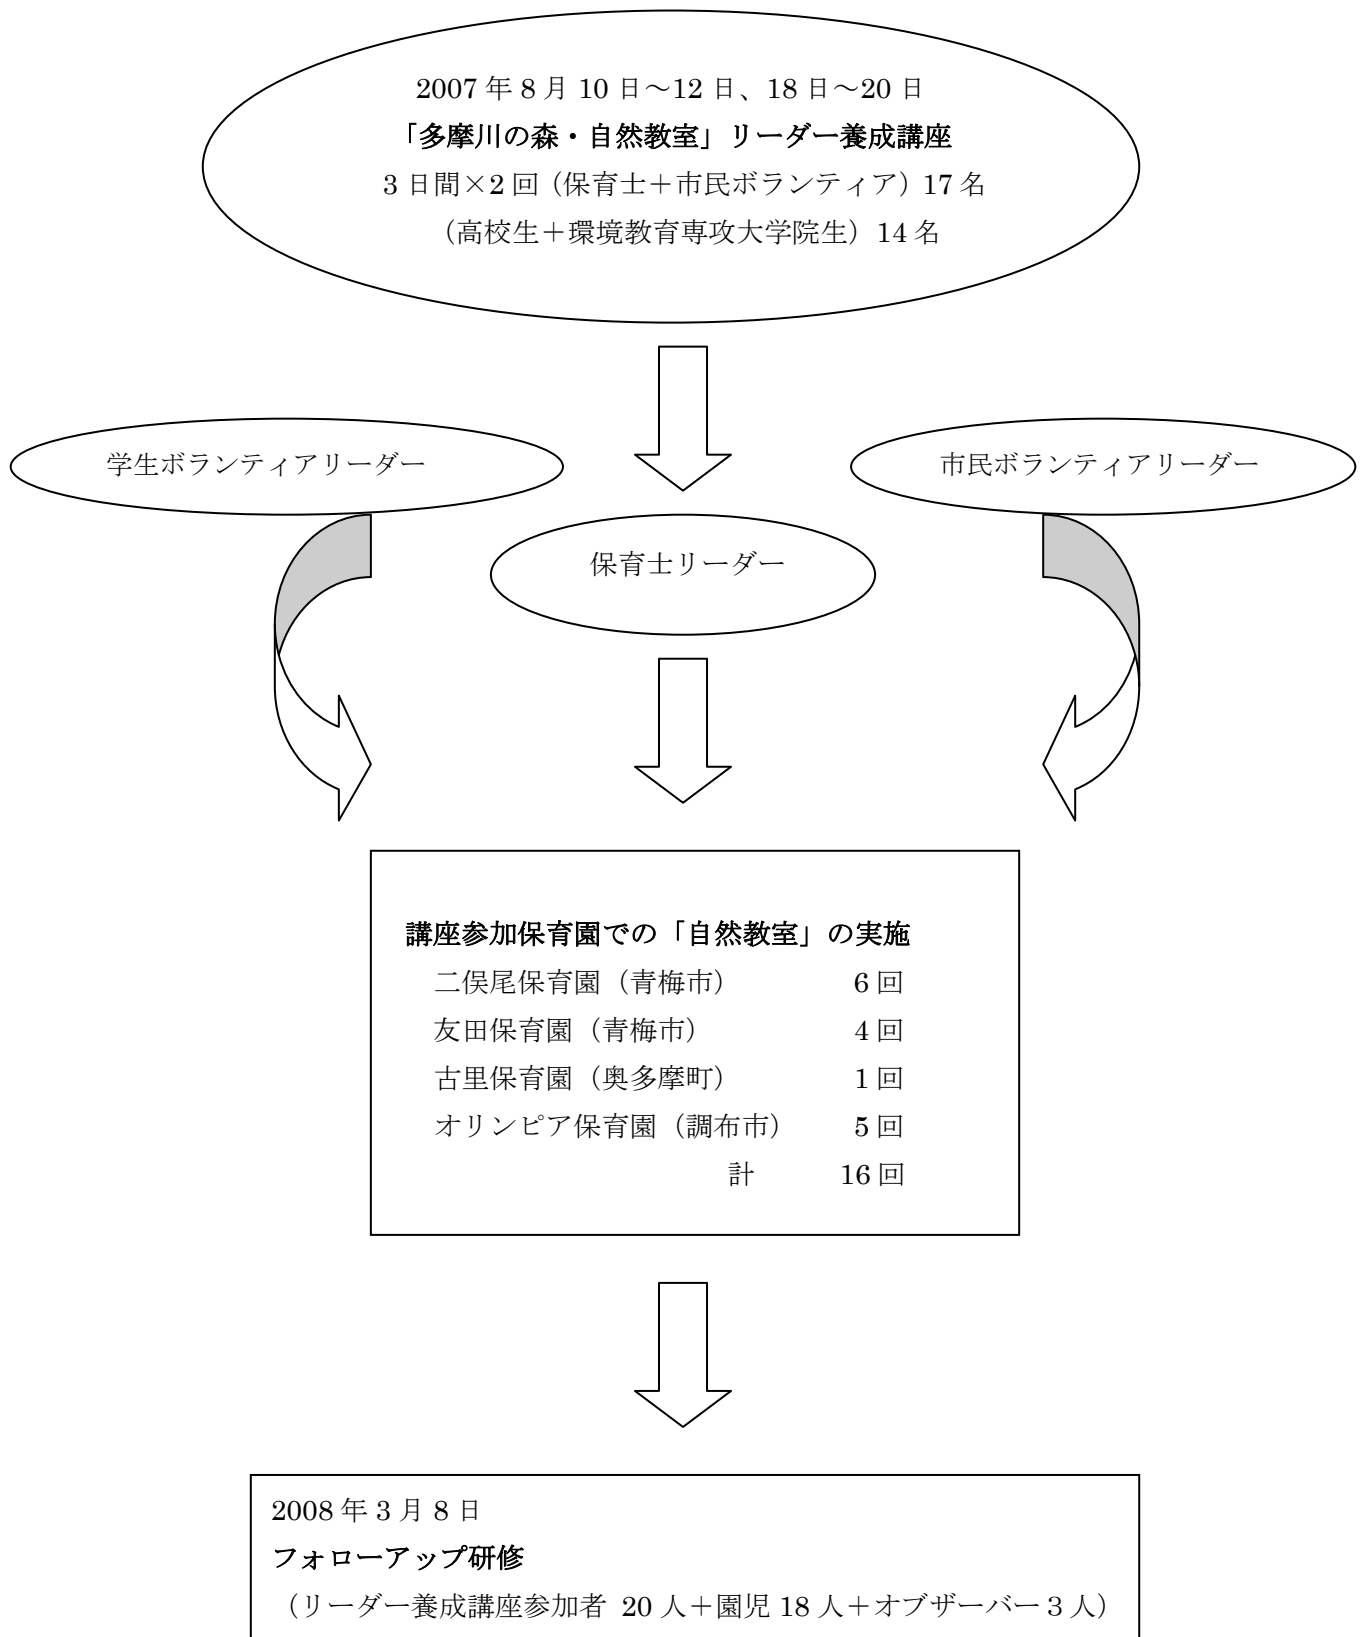 2007年8月10日～12日、18日～20日
「多摩川の森・自然教室」リーダー養成講座
3日間×2回（保育士＋市民ボランティア）17名
（高校生＋環境教育専攻大学院生）14名
学生ボランティアリーダー
市民ボランティアリーダー
保育士リーダー
講座参加保育園での「自然教室」の実施
二俣尾保育園（青梅市） 6回
友田保育園（青梅市） 4回
古里保育園（奥多摩町） 1回
オリンピア保育園（調布市） 5回
計 16回
2008年3月8日
フォローアップ研修
（リーダー養成講座参加者 20人＋園児18人＋オブザーバー３人）